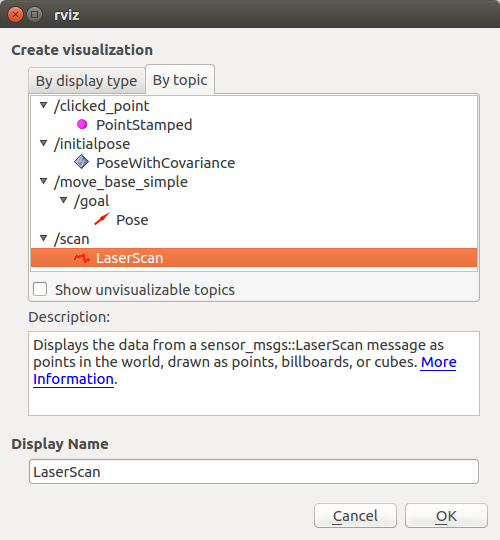 rviz
Create visualization
By display type
By topic
/clicked_point
PointStamped
/initialpose
PoseWithCovariance
/move_base_simple
/goal
Pose
/scan
LaserScan
Show unvisualizable topics
Description:
Displays the data from a sensor_msgs::LaserScan message as
points in the world, drawn as points, billboards, or cubes. More
Information.
Display Name
LaserScan
Cancel
OK